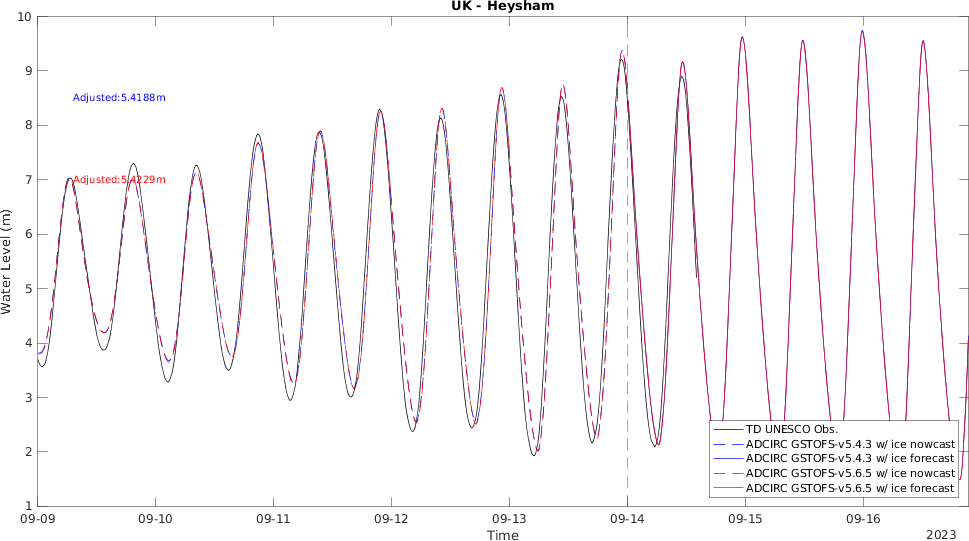 UK - Heysham
Water Level (m)
10
9
8
7
6
5
4
3
2
1
Adjusted:5.4188m
Adjusted:5.4229m
TD UNESCO Obs.
ADCIRC GSTOFS-v5.4.3 w/ ice nowcast
ADCIRC GSTOFS-v5.4.3 w/ ice forecast
ADCIRC GSTOFS-v5.6.5 w/ ice nowcast
ADCIRC GSTOFS-v5.6.5 w/ ice forecast
09-09 09-10 09-11 09-12 09-13 09-14 09-15 09-16
Time
2023